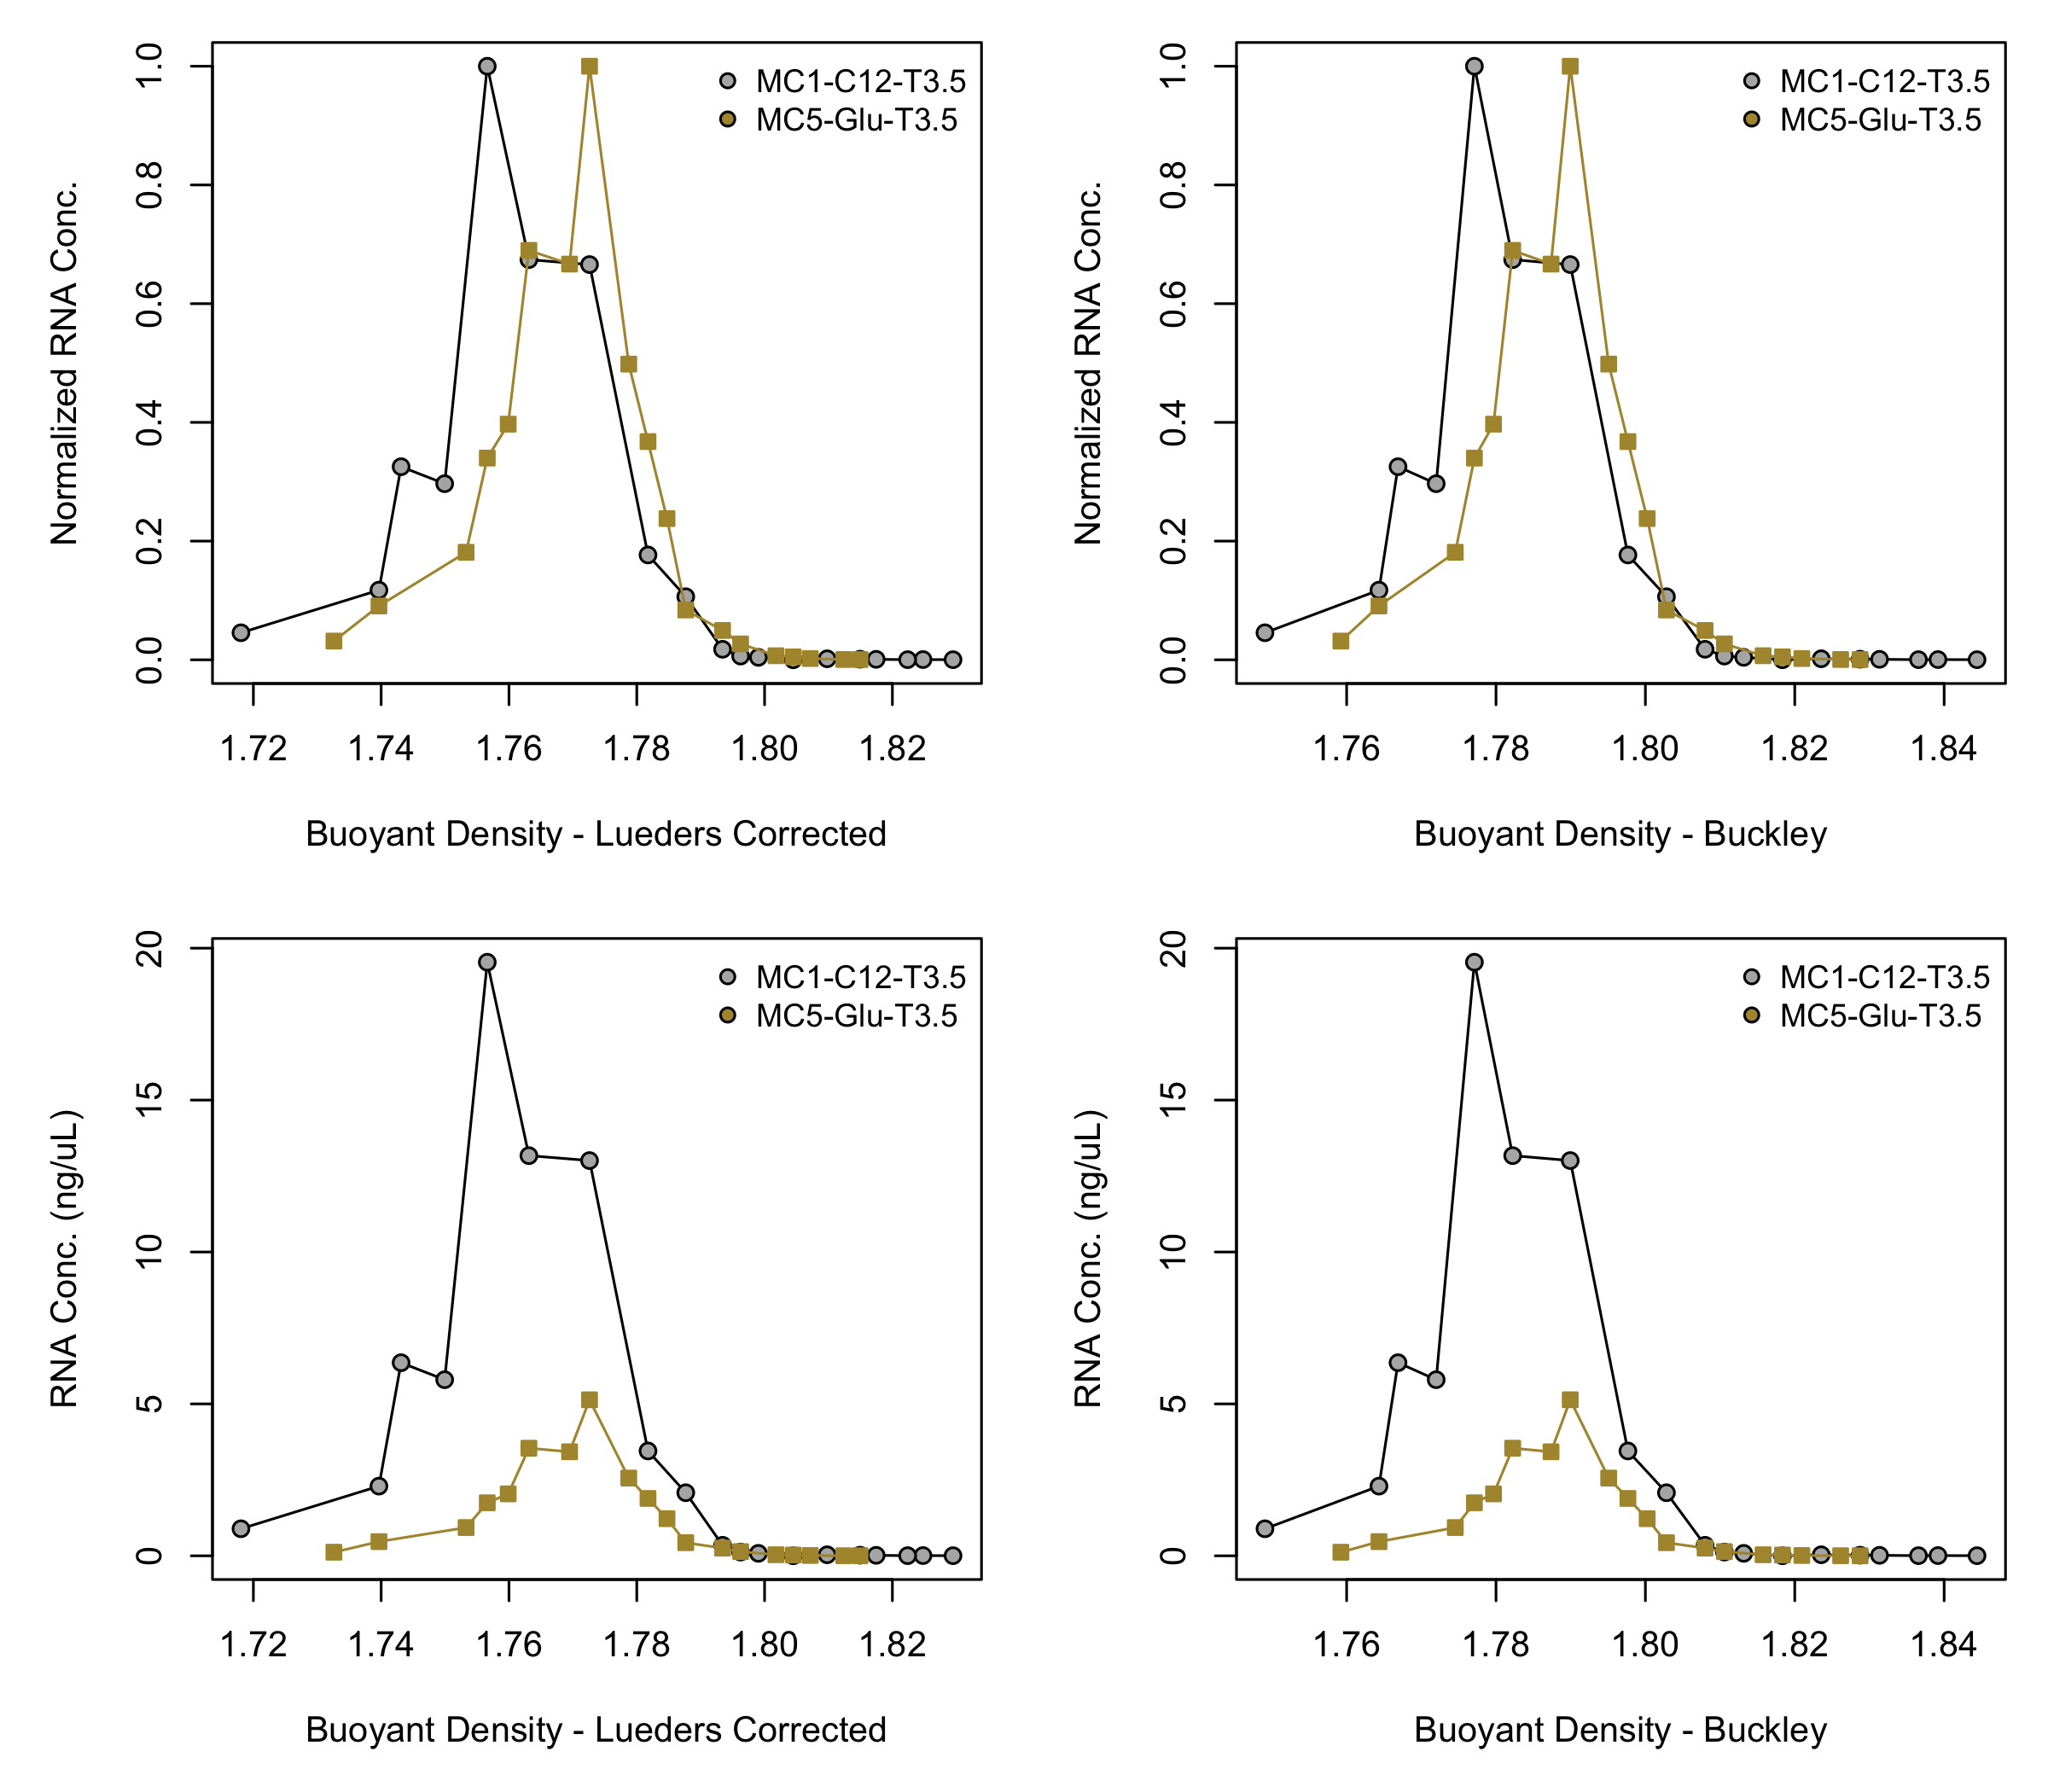 Normalized RNA Conc.
1.0
0.8
0.6
0.4
0.2
0.0
MC1-C12-T3.5
MC5-Glu-T3.5
1.72 1.74 1.76 1.78 1.80 1.82
Buoyant Density - Lueders Corrected
Normalized RNA Conc.
1.0
0.8
0.6
0.4
0.2
0.0
MC1-C12-T3.5
MC5-Glu-T3.5
1.76 1.78 1.80 1.82 1.84
Buoyant Density - Buckley
RNA Conc. (ng/uL)
20
15
10
5
0
MC1-C12-T3.5
MC5-Glu-T3.5
1.72 1.74 1.76 1.78 1.80 1.82
Buoyant Density - Lueders Corrected
RNA Conc. (ng/uL)
20
15
10
5
0
MC1-C12-T3.5
MC5-Glu-T3.5
1.76 1.78 1.80 1.82 1.84
Buoyant Density - Buckley